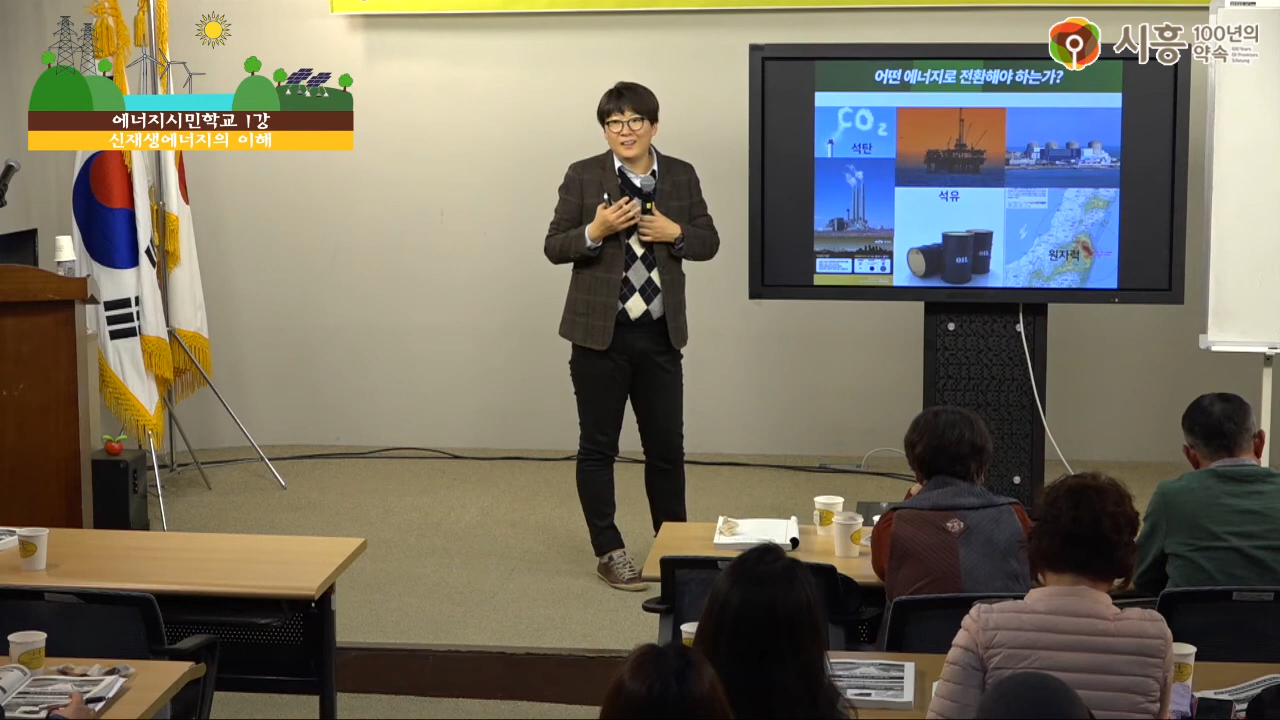 에너지시민학교 1강
신재생에너지의 이해
시흥
100년의
약속
어떤 에너지로 전환해야 하는가?
CO2
석탄
석유
원자력
OIL
OIL